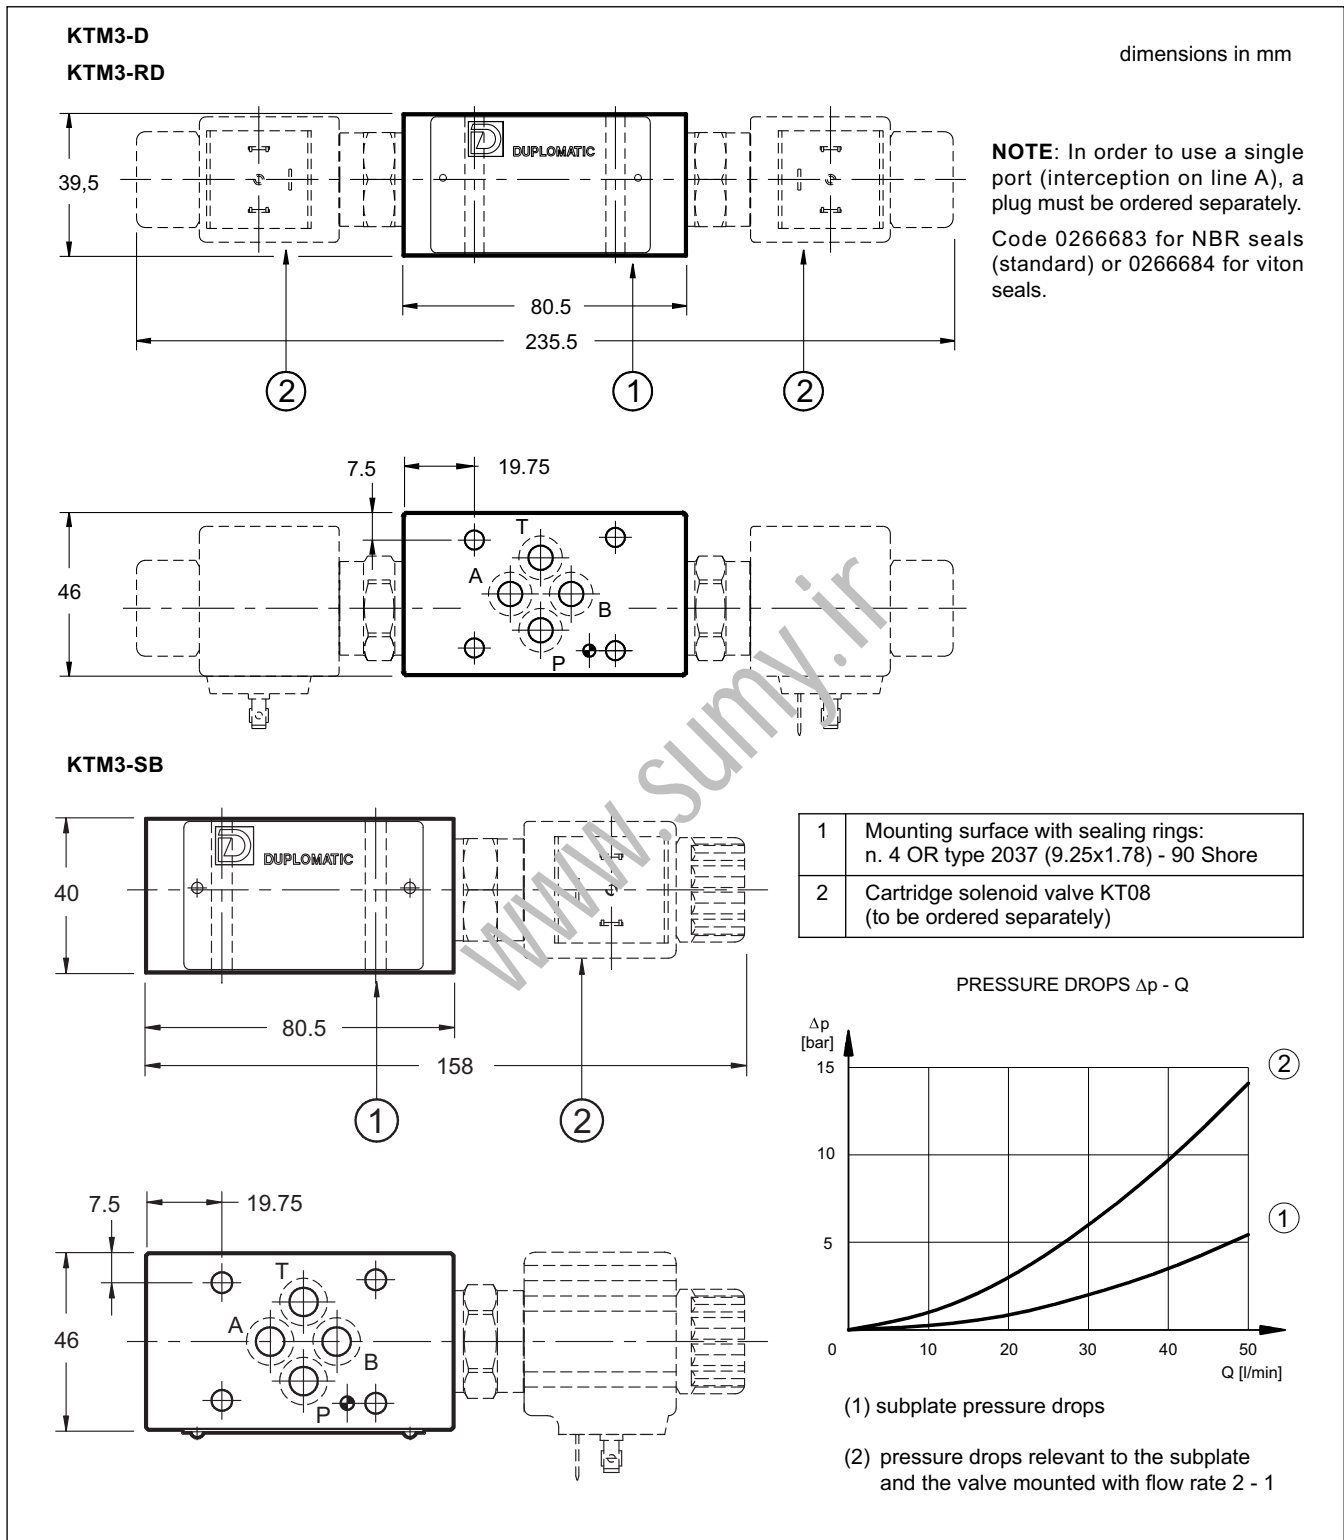 KTM3-D
KTM3-RD
dimensions in mm
DUPLOMATIC
39,5
80.5
235.5
2
1
2
NOTE: In order to use a single
port (interception on line A), a
plug must be ordered separately.
Code 0266683 for NBR seals
(standard) or 0266684 for viton
seals.
7.5
19.75
46
T
A
B
P
KTM3-SB
DUPLOMATIC
40
80.5
158
1
2
1 Mounting surface with sealing rings:
n. 4 OR type 2037 (9.25x1.78) - 90 Shore
2 Cartridge solenoid valve KT08
(to be ordered separately)
7.5
19.75
46
T
A
B
P
PRESSURE DROPS Δp - Q
Δp
[bar]
15
10
5
0 10 20 30 40 50
Q [l/min]
2
1
(1) subplate pressure drops
(2) pressure drops relevant to the subplate
and the valve mounted with flow rate 2 - 1
www.sumy.ir